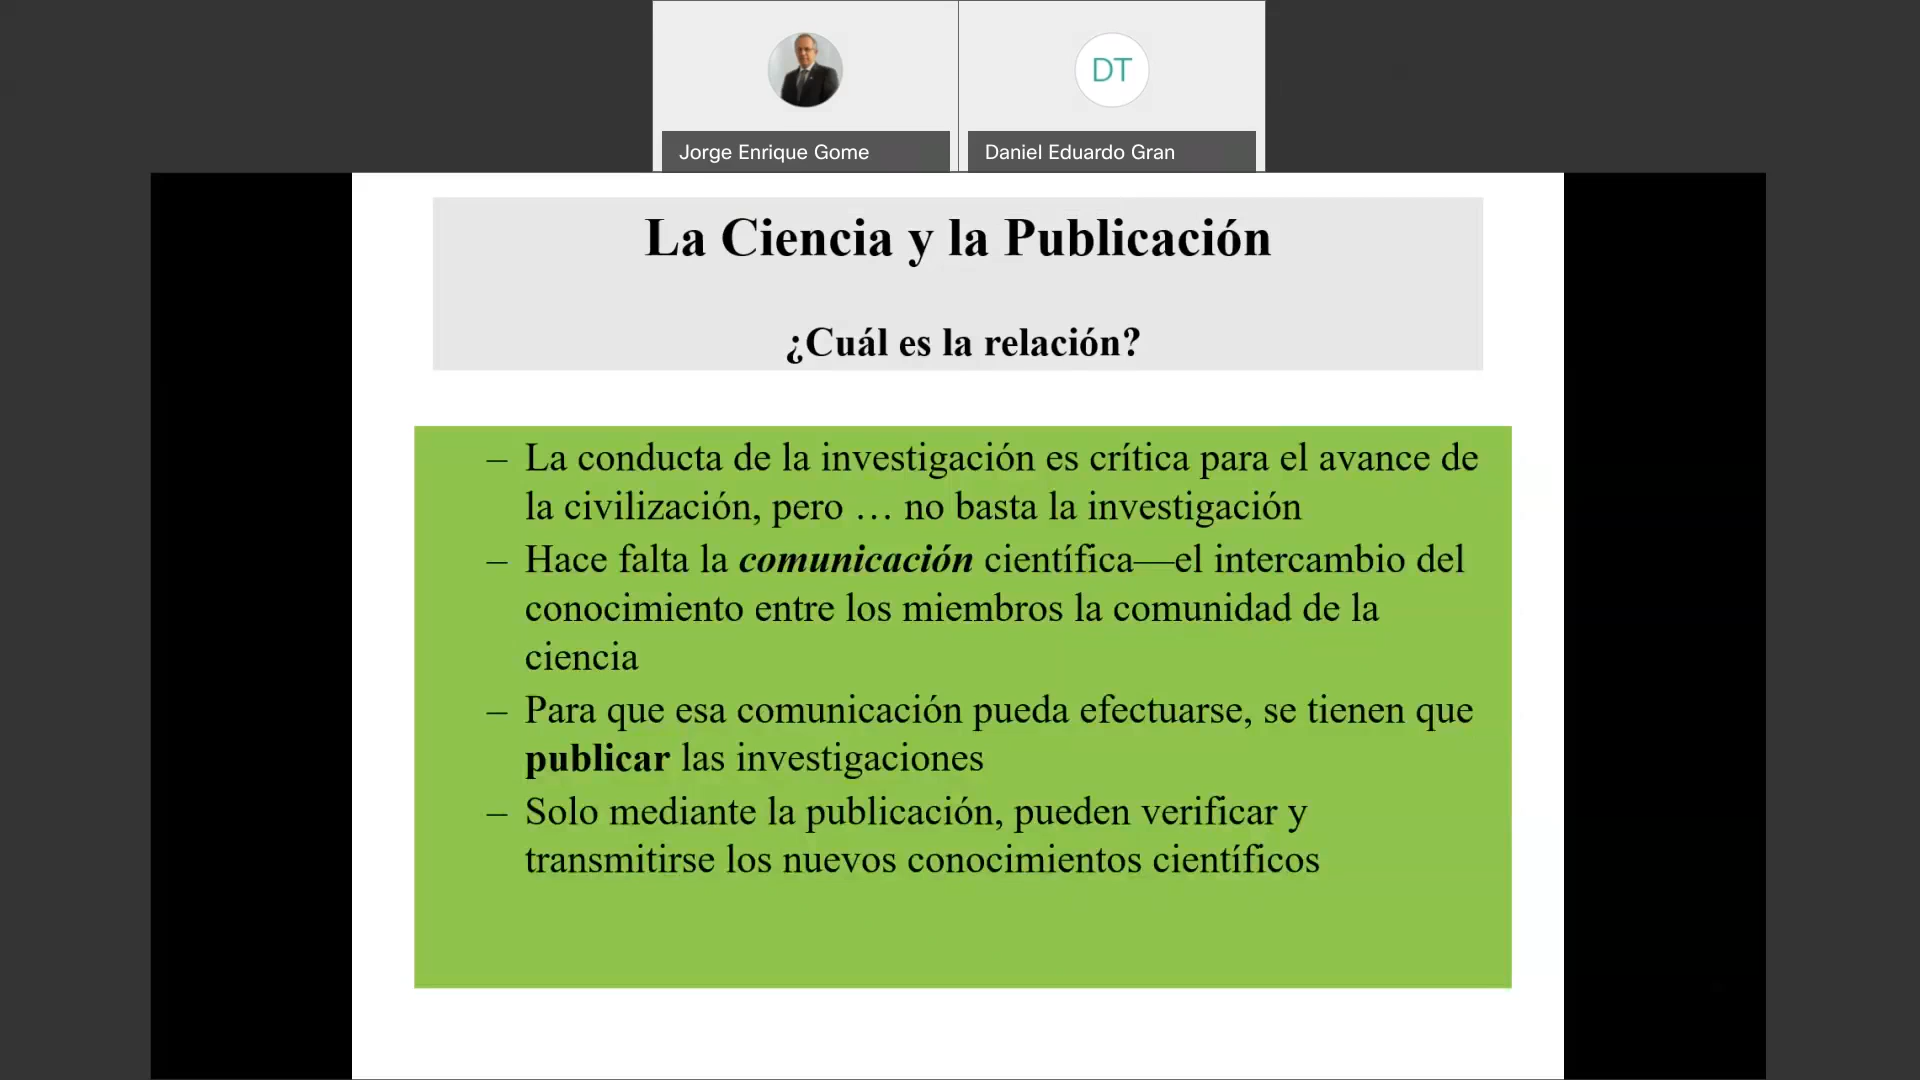 DT
Jorge Enrique Gome
Daniel Eduardo Gran
La Ciencia y la Publicación
¿Cuál es la relación?
– La conducta de la investigación es crítica para el avance de
la civilización, pero … no basta la investigación
– Hace falta la comunicación científica—el intercambio del
conocimiento entre los miembros la comunidad de la
ciencia
– Para que esa comunicación pueda efectuarse, se tienen que
publicar las investigaciones
– Solo mediante la publicación, pueden verificar y
transmitirse los nuevos conocimientos científicos